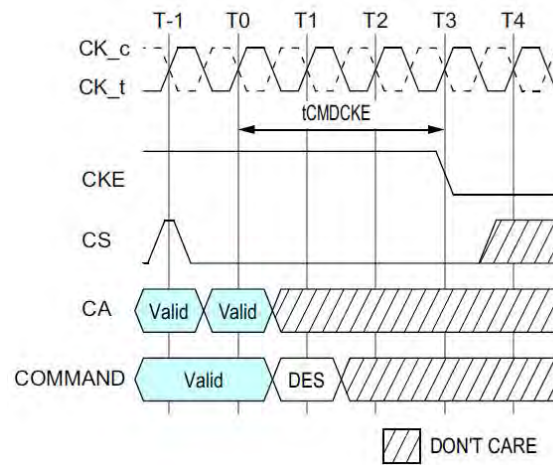 T-1 T0 T1 T2 T3 T4
CK_c
CK_t
tCMDCKE
CKE
CS
CA Valid Valid
COMMAND Valid DES
DON'T CARE